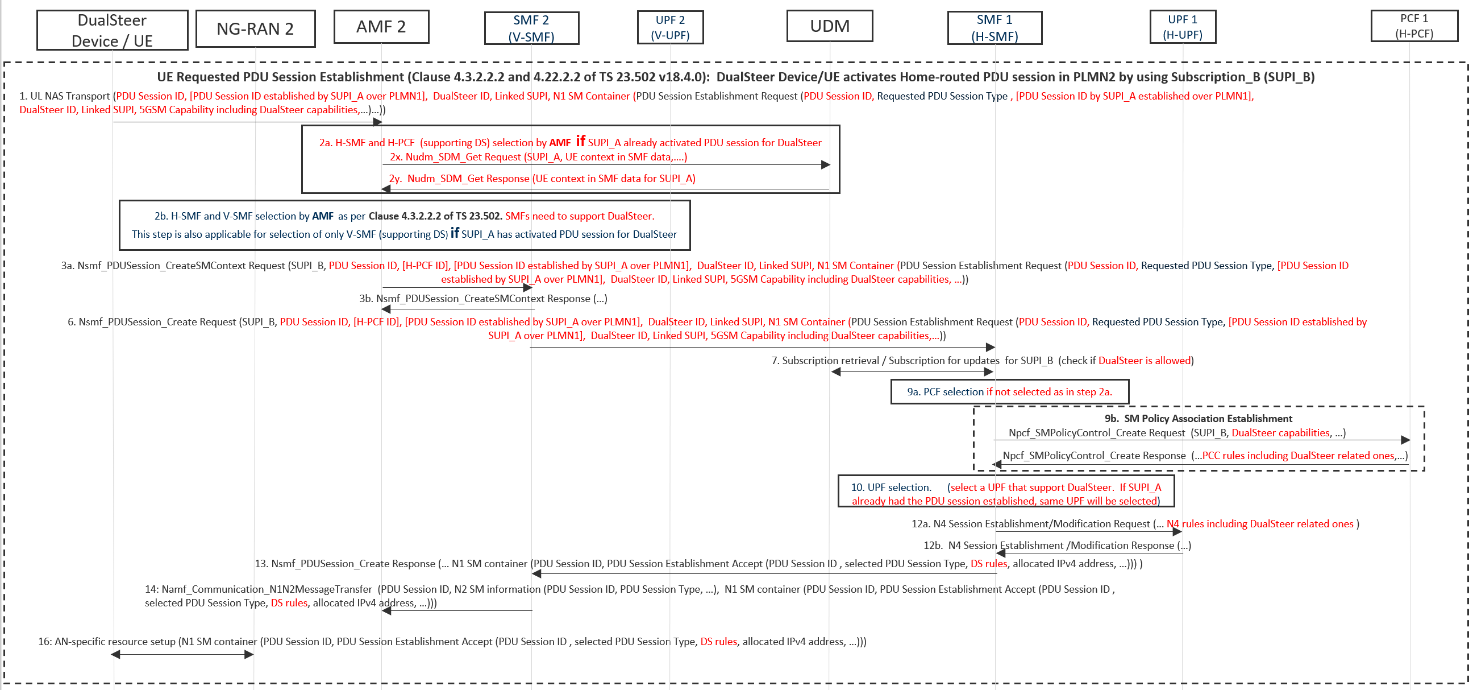 DualSteer
Device / UE
NG-RAN 2
AMF 2
SMF 2
(V-SMF)
UPF 2
(V-UPF)
UDM
SMF 1
(H-SMF)
UPF 1
(H-UPF)
PCF 1
(H-PCF)
UE Requested PDU Session Establishment (Clause 4.3.2.2.2 and 4.22.2.2 of TS 23.502 v18.4.0): DualSteer Device/UE activates Home-routed PDU session in PLMN2 by using Subscription_B (SUPI_B)
1. UL NAS Transport (PDU Session ID, [PDU Session ID established by SUPI_A over PLMN1], DualSteer ID, Linked SUPI, N1 SM Container (PDU Session Establishment Request (PDU Session ID, Requested PDU Session Type , [PDU Session ID by SUPI_A established over PLMN1],
DualSteer ID, Linked SUPI, 5GSM Capability including DualSteer capabilities,...)...))
2a. H-SMF and H-PCF (supporting DS) selection by AMF if SUPI_A already activated PDU session for DualSteer
2x. Nudm_SDM_Get Request (SUPI_A, UE context in SMF data,....)
2y. Nudm_SDM_Get Response (UE context in SMF data for SUPI_A)
2b. H-SMF and V-SMF selection by AMF as per Clause 4.3.2.2.2 of TS 23.502. SMFs need to support DualSteer.
This step is also applicable for selection of only V-SMF (supporting DS) if SUPI_A has activated PDU session for DualSteer
3a. Nsmf_PDUSession_CreateSMContext Request (SUPI_B, PDU Session ID, [H-PCF ID], [PDU Session ID established by SUPI_A over PLMN1], DualSteer ID, Linked SUPI, N1 SM Container (PDU Session Establishment Request (PDU Session ID, Requested PDU Session Type, [PDU Session ID
established by SUPI_A over PLMN1], DualSteer ID, Linked SUPI, 5GSM Capability including DualSteer capabilities, ...))
3b. Nsmf_PDUSession_CreateSMContext Response (...)
6. Nsmf_PDUSession_Create Request (SUPI_B, PDU Session ID, [H-PCF ID], [PDU Session ID established by SUPI_A over PLMN1], DualSteer ID, Linked SUPI, N1 SM Container (PDU Session Establishment Request (PDU Session ID, Requested PDU Session Type, [PDU Session ID established by
SUPI_A over PLMN1], DualSteer ID, Linked SUPI, 5GSM Capability including DualSteer capabilities,...))
7. Subscription retrieval / Subscription for updates for SUPI_B (check if DualSteer is allowed)
9a. PCF selection if not selected as in step 2a.
9b. SM Policy Association Establishment
Npcf_SMPolicyControl_Create Request (SUPI_B, DualSteer capabilities, ...)
Npcf_SMPolicyControl_Create Response (...PCC rules including DualSteer related ones,...)
10. UPF selection. (select a UPF that support DualSteer. If SUPI_A
already had the PDU session established, same UPF will be selected)
12a. N4 Session Establishment/Modification Request (... N4 rules including DualSteer related ones )
12b. N4 Session Establishment /Modification Response (...)
13. Nsmf_PDUSession_Create Response (... N1 SM container (PDU Session ID, PDU Session Establishment Accept (PDU Session ID , selected PDU Session Type, DS rules, allocated IPv4 address, ...))) )
14: Namf_Communication_N1N2MessageTransfer (PDU Session ID, N2 SM information (PDU Session ID, PDU Session Type, ...), N1 SM container (PDU Session ID, PDU Session Establishment Accept (PDU Session ID ,
selected PDU Session Type, DS rules, allocated IPv4 address, ...)))
16: AN-specific resource setup (N1 SM container (PDU Session ID, PDU Session Establishment Accept (PDU Session ID , selected PDU Session Type, DS rules, allocated IPv4 address, ...)))